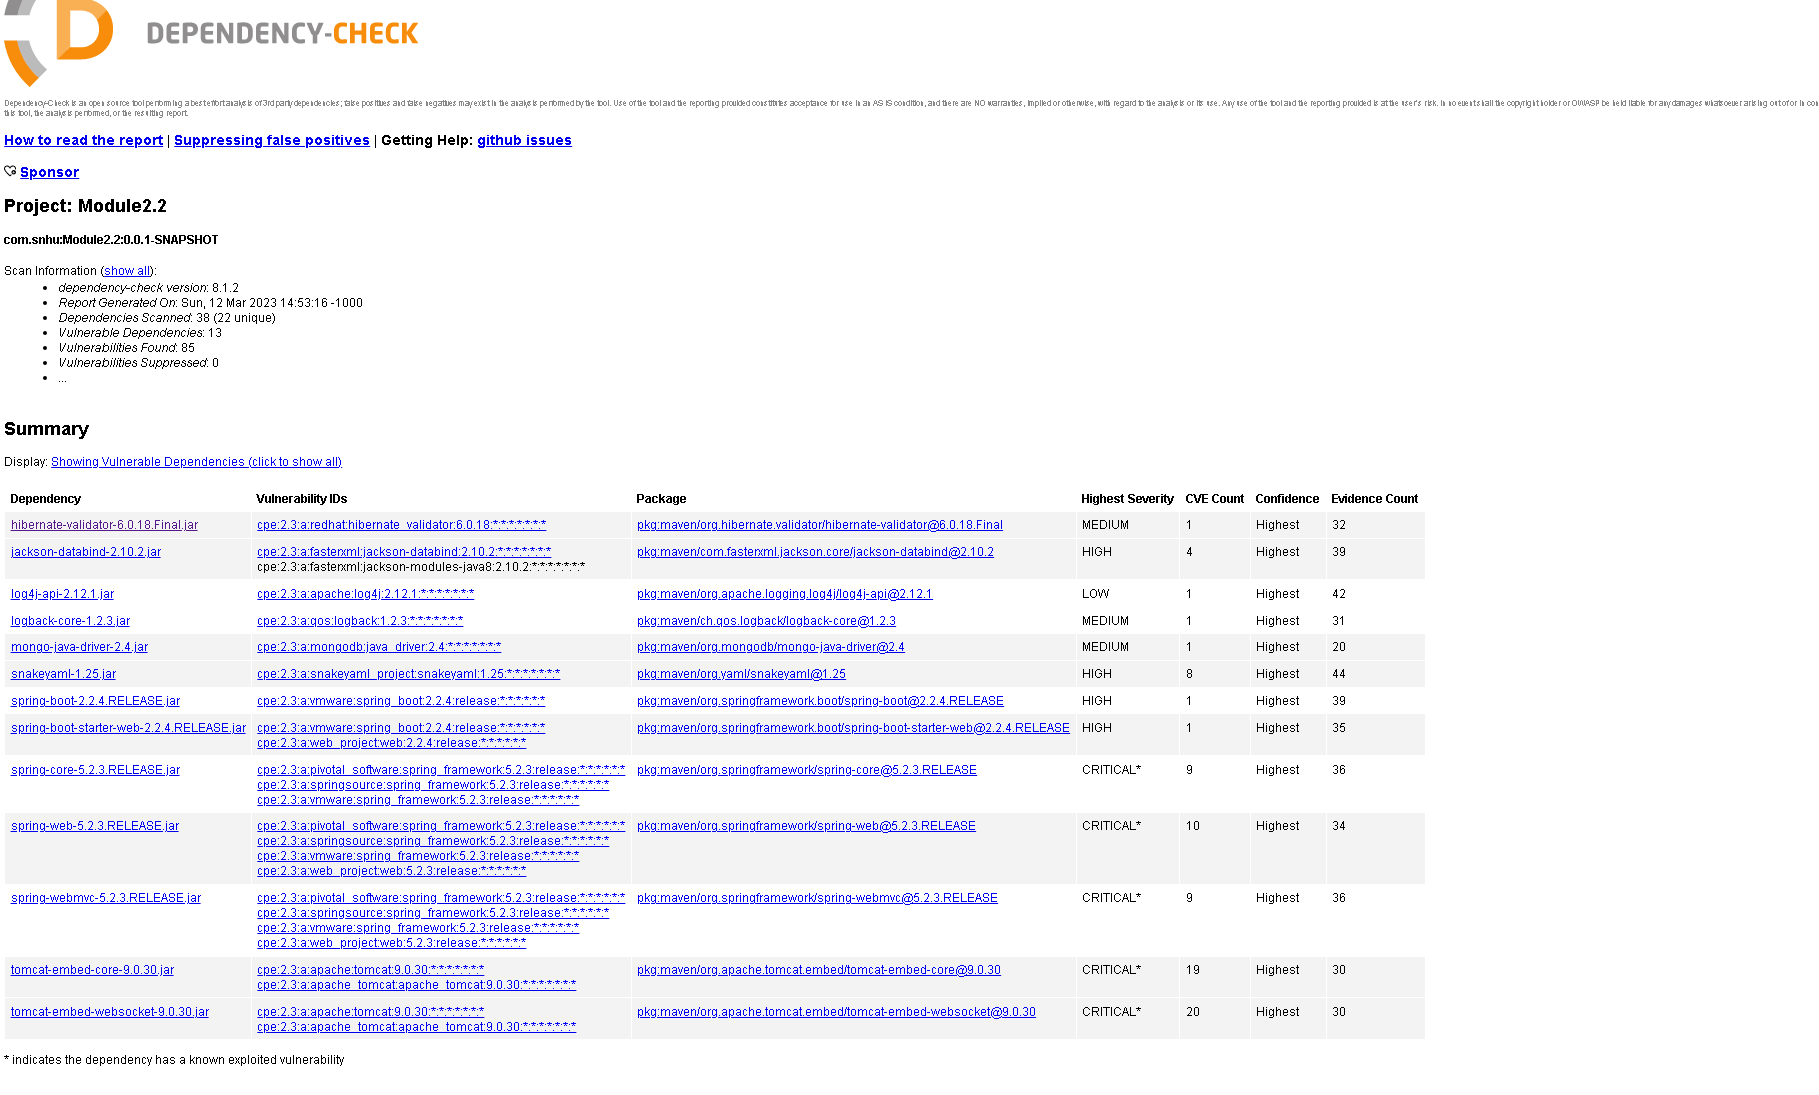 DEPENDENCY-CHECK
Dependency-Check is an open source tool performing a best effort analysis of 3rd party dependencies; false positives and false negatives may exist in the analysis performed by the tool. Use of the tool and the reporting provided constitutes acceptance for use in an AS IS condition, and there are NO warranties, implied or otherwise, with regard to the analysis or its use. Any use of the tool and the reporting provided is at the user's risk. In no event shall the copyright holder or OWASP be held liable for any damages whatsoever arising out of or in con
this tool, the analysis performed, or the resulting report.
How to read the report | Suppressing false positives | Getting Help: github issues
Sponsor
Project: Module2.2
com.snhu:Module2.2:0.0.1-SNAPSHOT
Scan Information (show all):
• dependency-check version: 8.1.2
• Report Generated On: Sun, 12 Mar 2023 14:53:16 -1000
• Dependencies Scanned: 38 (22 unique)
• Vulnerable Dependencies: 13
• Vulnerabilities Found: 85
• Vulnerabilities Suppressed: 0
• ...
Summary
Display: Showing Vulnerable Dependencies (click to show all)
Dependency Vulnerability IDs Package Highest Severity CVE Count Confidence Evidence Count
hibernate-validator-6.0.18.Final.jar cpe:2.3:a:redhat:hibernate_validator:6.0.18:*:*:*:*:*:*:* pkg:maven/org.hibernate.validator/hibernate-validator@6.0.18.Final MEDIUM 1 Highest 32
jackson-databind-2.10.2.jar cpe:2.3:a:fasterxml:jackson-databind:2.10.2:*:*:*:*:*:*:* pkg:maven/com.fasterxml.jackson.core/jackson-databind@2.10.2 HIGH 4 Highest 39
cpe:2.3:a:fasterxml:jackson-modules-java8:2.10.2:*:*:*:*:*:*:*
log4j-api-2.12.1.jar cpe:2.3:a:apache:log4j:2.12.1:*:*:*:*:*:*:* pkg:maven/org.apache.logging.log4j/log4j-api@2.12.1 LOW 1 Highest 42
logback-core-1.2.3.jar cpe:2.3:a:qos:logback:1.2.3:*:*:*:*:*:*:* pkg:maven/ch.qos.logback/logback-core@1.2.3 MEDIUM 1 Highest 31
mongo-java-driver-2.4.jar cpe:2.3:a:mongodb:java_driver:2.4:*:*:*:*:*:*:* pkg:maven/org.mongodb/mongo-java-driver@2.4 MEDIUM 1 Highest 20
snakeyaml-1.25.jar cpe:2.3:a:snakeyaml_project:snakeyaml:1.25:*:*:*:*:*:*:* pkg:maven/org.yaml/snakeyaml@1.25 HIGH 8 Highest 44
spring-boot-2.2.4.RELEASE.jar cpe:2.3:a:vmware:spring_boot:2.2.4:release:*:*:*:*:*:* pkg:maven/org.springframework.boot/spring-boot@2.2.4.RELEASE HIGH 1 Highest 39
spring-boot-starter-web-2.2.4.RELEASE.jar cpe:2.3:a:vmware:spring_boot:2.2.4:release:*:*:*:*:*:* pkg:maven/org.springframework.boot/spring-boot-starter-web@2.2.4.RELEASE HIGH 1 Highest 35
cpe:2.3:a:web_project:web:2.2.4:release:*:*:*:*:*:*
spring-core-5.2.3.RELEASE.jar cpe:2.3:a:pivotal_software:spring_framework:5.2.3:release:*:*:*:*:*:* pkg:maven/org.springframework/spring-core@5.2.3.RELEASE CRITICAL* 9 Highest 36
cpe:2.3:a:springsource:spring_framework:5.2.3:release:*:*:*:*:*:*
cpe:2.3:a:vmware:spring_framework:5.2.3:release:*:*:*:*:*:*
spring-web-5.2.3.RELEASE.jar cpe:2.3:a:pivotal_software:spring_framework:5.2.3:release:*:*:*:*:*:* pkg:maven/org.springframework/spring-web@5.2.3.RELEASE CRITICAL* 10 Highest 34
cpe:2.3:a:springsource:spring_framework:5.2.3:release:*:*:*:*:*:*
cpe:2.3:a:vmware:spring_framework:5.2.3:release:*:*:*:*:*:*
cpe:2.3:a:web_project:web:5.2.3:release:*:*:*:*:*:*
spring-webmvc-5.2.3.RELEASE.jar cpe:2.3:a:pivotal_software:spring_framework:5.2.3:release:*:*:*:*:*:* pkg:maven/org.springframework/spring-webmvc@5.2.3.RELEASE CRITICAL* 9 Highest 36
cpe:2.3:a:springsource:spring_framework:5.2.3:release:*:*:*:*:*:*
cpe:2.3:a:vmware:spring_framework:5.2.3:release:*:*:*:*:*:*
cpe:2.3:a:web_project:web:5.2.3:release:*:*:*:*:*:*
tomcat-embed-core-9.0.30.jar cpe:2.3:a:apache:tomcat:9.0.30:*:*:*:*:*:*:* pkg:maven/org.apache.tomcat.embed/tomcat-embed-core@9.0.30 CRITICAL* 19 Highest 30
cpe:2.3:a:apache_tomcat:apache_tomcat:9.0.30:*:*:*:*:*:*:*
tomcat-embed-websocket-9.0.30.jar cpe:2.3:a:apache:tomcat:9.0.30:*:*:*:*:*:*:* pkg:maven/org.apache.tomcat.embed/tomcat-embed-websocket@9.0.30 CRITICAL* 20 Highest 30
cpe:2.3:a:apache_tomcat:apache_tomcat:9.0.30:*:*:*:*:*:*:*
* indicates the dependency has a known exploited vulnerability